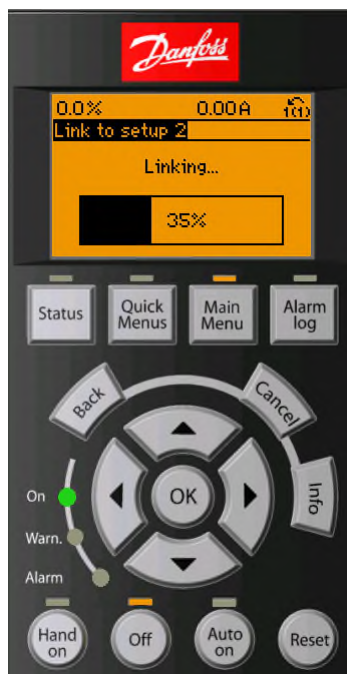 Danfoss
0.0% 0.00A 1(1)
Link to setup 2
Linking...
35%
Status Quick Menus Main Menu Alarm log
Back Cancel
Info
OK
On
Warn.
Alarm
Hand on Off Auto on Reset